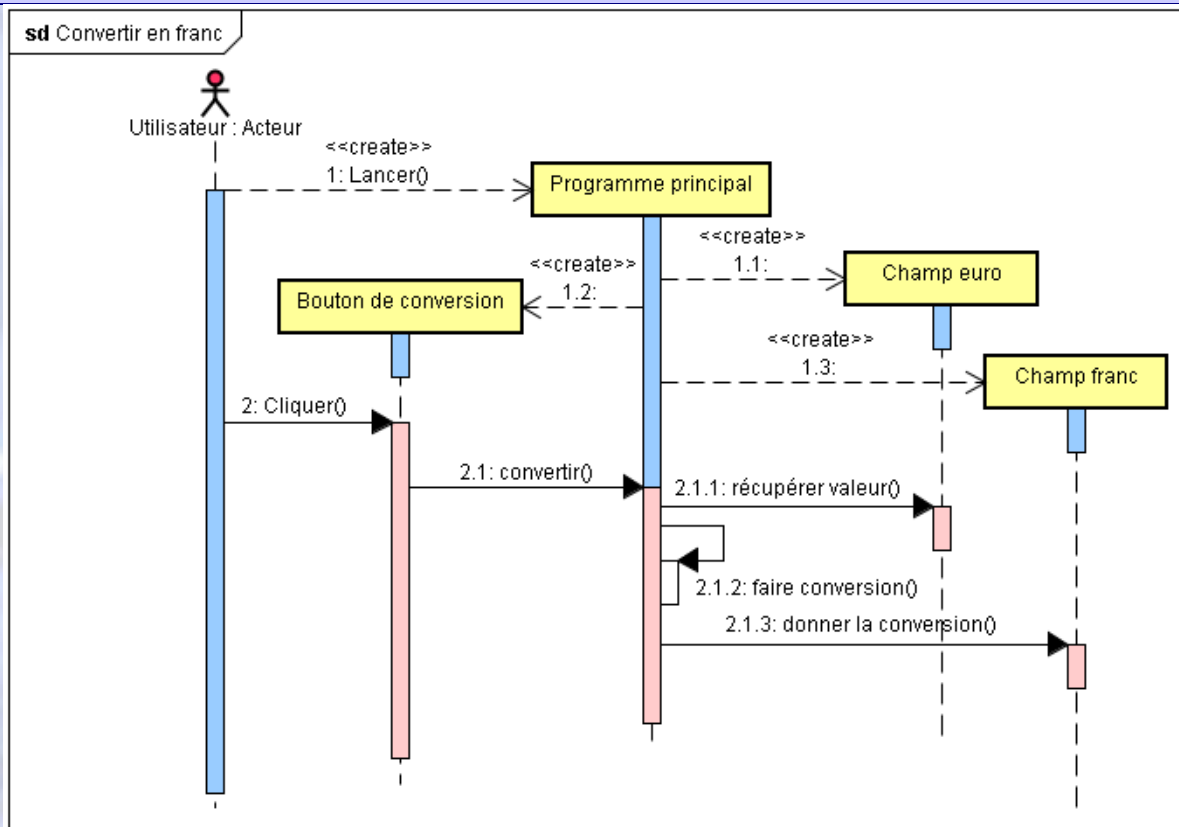 sd Convertir en franc
Utilisateur : Acteur
<<create>>
1: Lancer()
Programme principal
<<create>>
1.1:
Champ euro
<<create>>
1.2:
Bouton de conversion
<<create>>
1.3:
Champ franc
2: Cliquer()
2.1: convertir()
2.1.1: récupérer valeur()
2.1.2: faire conversion()
2.1.3: donner la conversion()